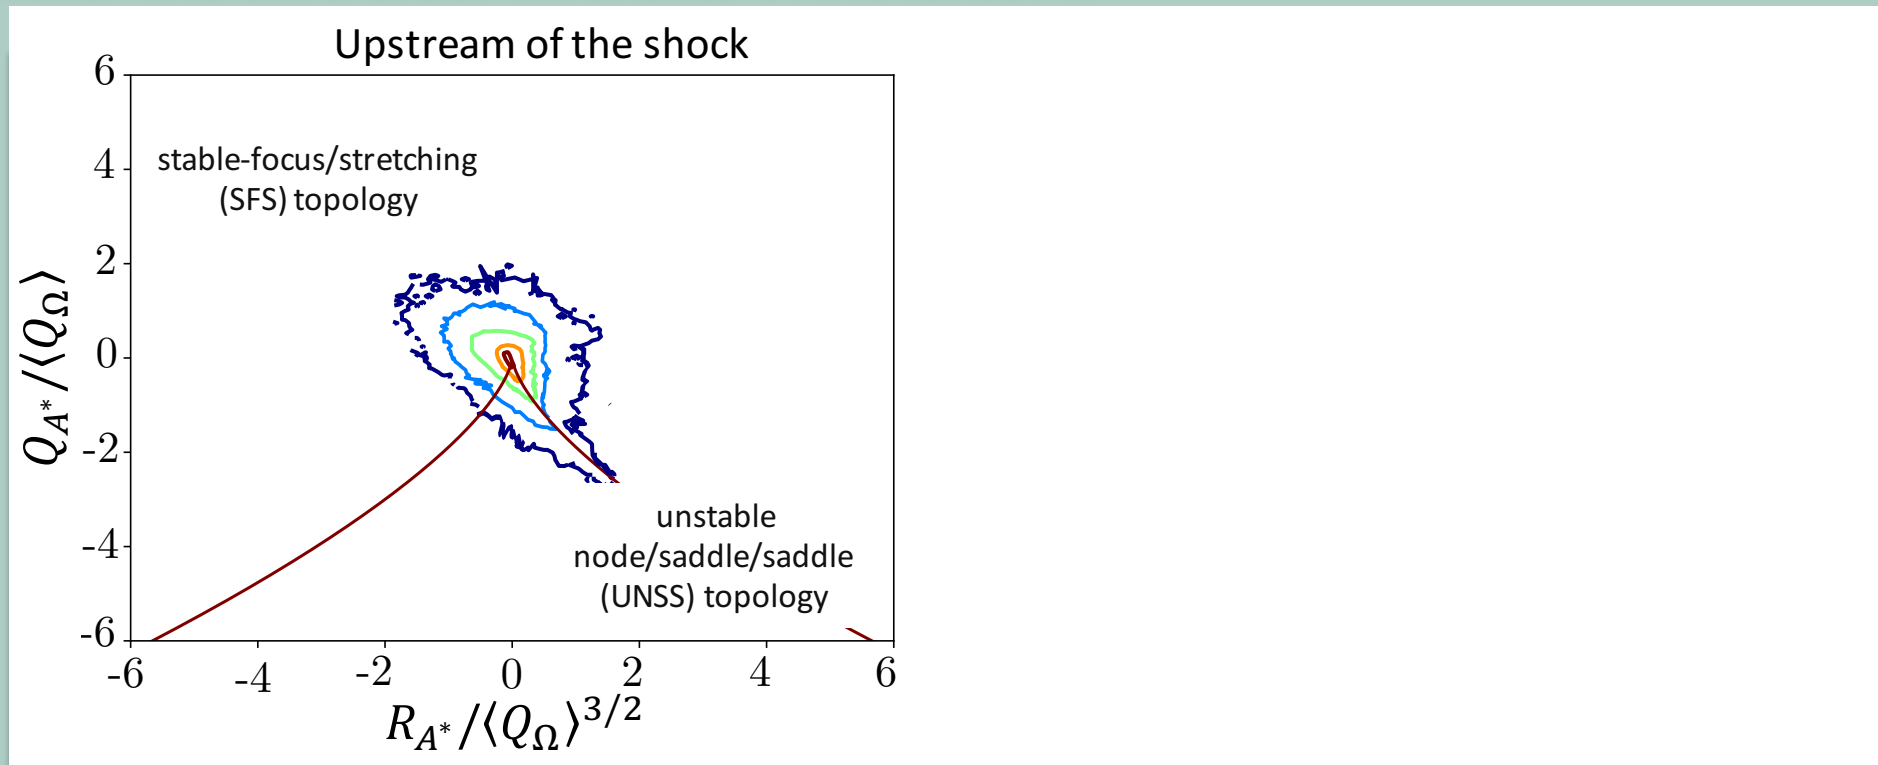 Upstream of the shock
6
4
2
0
-2
-4
-6
stable-focus/stretching
(SFS) topology
unstable
node/saddle/saddle
(UNSS) topology
-6 -4 -2 0 2 4 6
Q_{A*}/⟨Q_Ω⟩
R_{A*}/⟨Q_Ω⟩^{3/2}